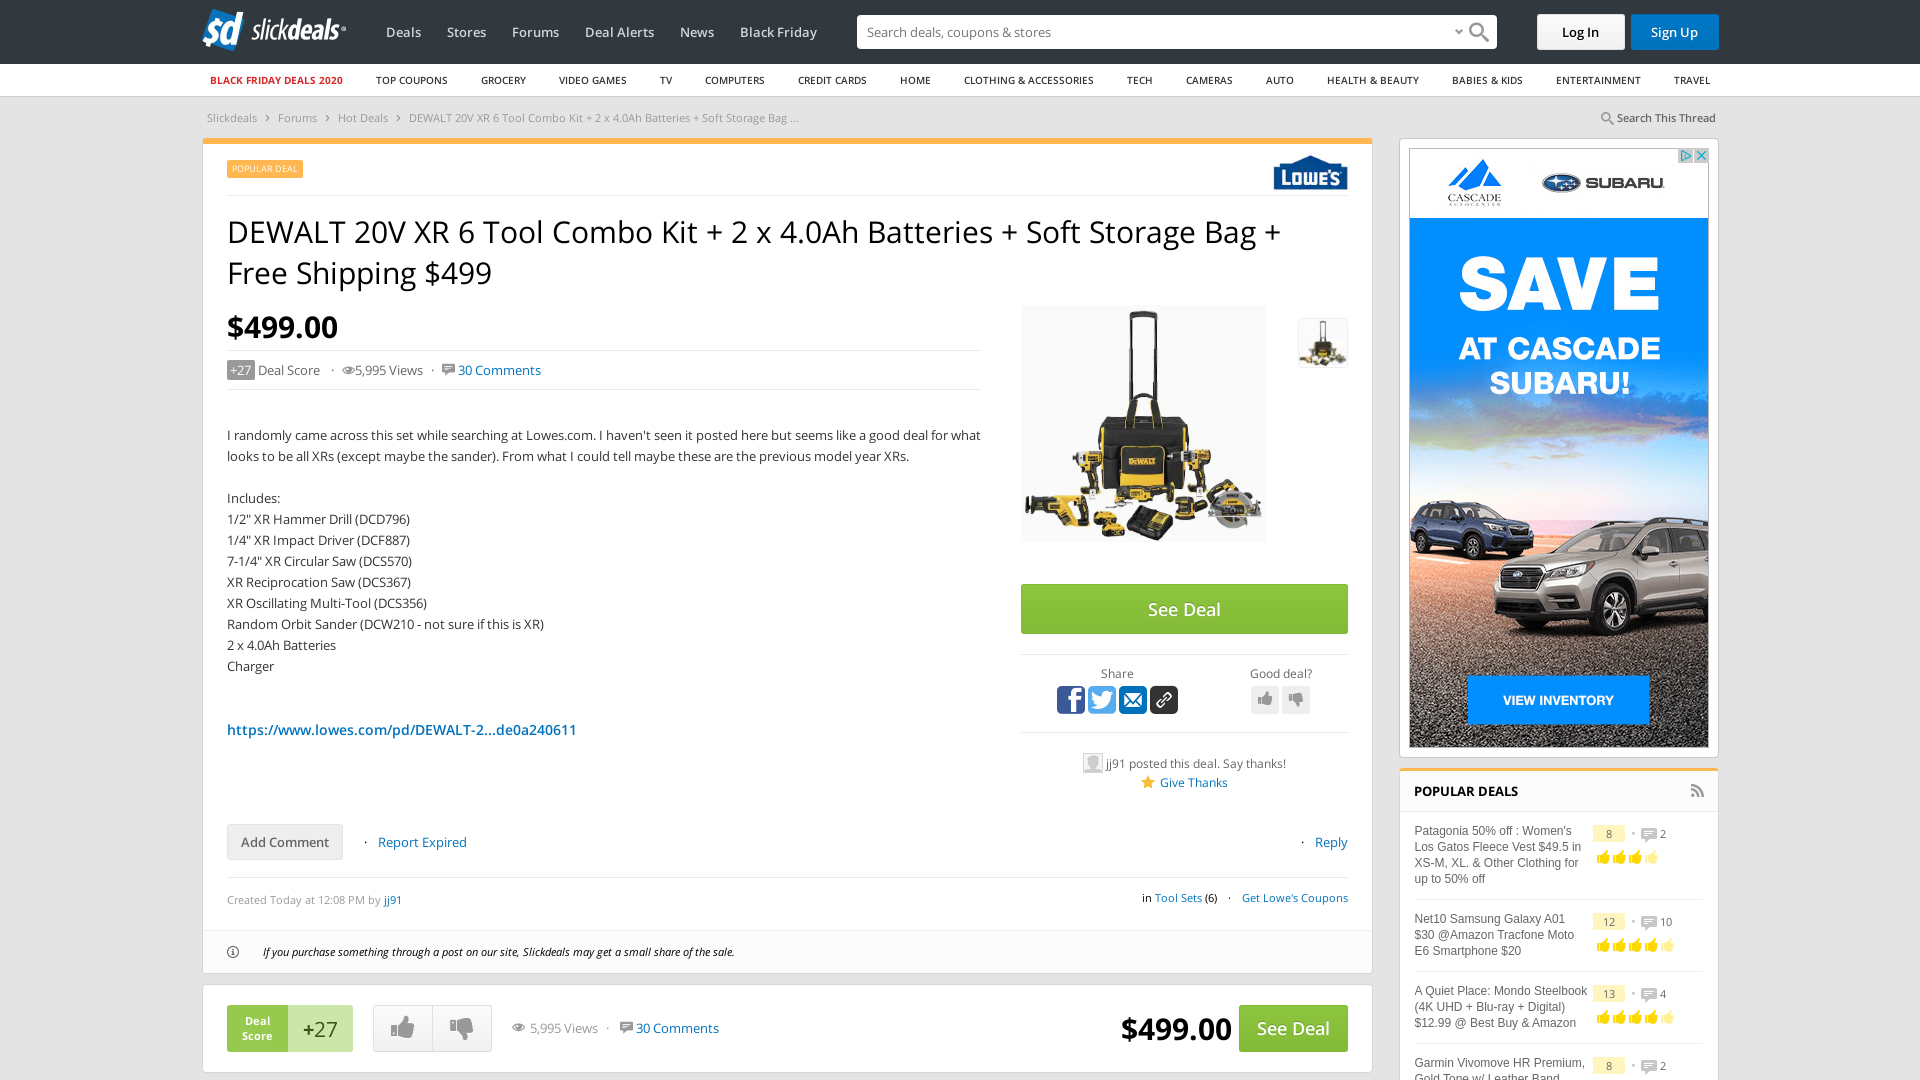 slickdeals
Deals
Stores
Forums
Deal Alerts
News
Black Friday
Search deals, coupons & stores
Log In
Sign Up
BLACK FRIDAY DEALS 2020
TOP COUPONS
GROCERY
VIDEO GAMES
TV
COMPUTERS
CREDIT CARDS
HOME
CLOTHING & ACCESSORIES
TECH
CAMERAS
AUTO
HEALTH & BEAUTY
BABIES & KIDS
ENTERTAINMENT
TRAVEL
Slickdeals › Forums › Hot Deals › DEWALT 20V XR 6 Tool Combo Kit + 2 x 4.0Ah Batteries + Soft Storage Bag ...
Search This Thread
POPULAR DEAL
LOWE'S
DEWALT 20V XR 6 Tool Combo Kit + 2 x 4.0Ah Batteries + Soft Storage Bag +
Free Shipping $499
$499.00
+27 Deal Score · 5,995 Views · 30 Comments
I randomly came across this set while searching at Lowes.com. I haven't seen it posted here but seems like a good deal for what
looks to be all XRs (except maybe the sander). From what I could tell maybe these are the previous model year XRs.
Includes:
1/2" XR Hammer Drill (DCD796)
1/4" XR Impact Driver (DCF887)
7-1/4" XR Circular Saw (DCS570)
XR Reciprocation Saw (DCS367)
XR Oscillating Multi-Tool (DCS356)
Random Orbit Sander (DCW210 - not sure if this is XR)
2 x 4.0Ah Batteries
Charger
https://www.lowes.com/pd/DEWALT-2...de0a240611
DEWALT
See Deal
Share
Good deal?
jj91 posted this deal. Say thanks!
Give Thanks
Add Comment
· Report Expired
· Reply
Created Today at 12:08 PM by jj91
in Tool Sets (6) · Get Lowe's Coupons
If you purchase something through a post on our site, Slickdeals may get a small share of the sale.
Deal
Score
+27
5,995 Views · 30 Comments
$499.00
See Deal
CASCADE
AUTOCENTER
SUBARU
SAVE
AT CASCADE
SUBARU!
VIEW INVENTORY
POPULAR DEALS
Patagonia 50% off : Women's
Los Gatos Fleece Vest $49.5 in
XS-M, XL. & Other Clothing for
up to 50% off
8 • 2
Net10 Samsung Galaxy A01
$30 @Amazon Tracfone Moto
E6 Smartphone $20
12 • 10
A Quiet Place: Mondo Steelbook
(4K UHD + Blu-ray + Digital)
$12.99 @ Best Buy & Amazon
13 • 4
Garmin Vivomove HR Premium,
Gold Tone w/ Leather Band
8 • 2